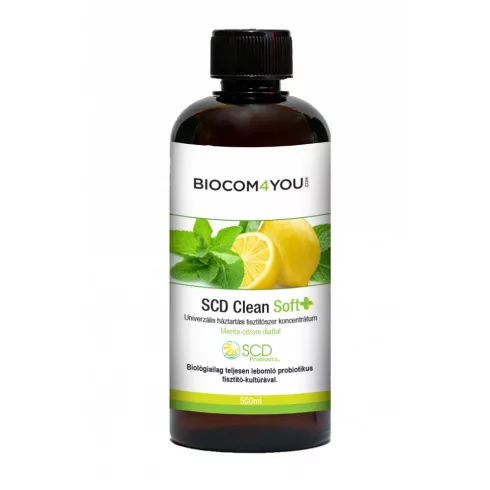 BIOCOM4YOU.com
SCD Clean Soft+
Univerzális háztartási tisztítószer koncentrátum
Menta-citrom illattal
SCD
Probiotics
Biológiailag teljesen lebomló probiotikus
tisztító-kultúrával.
500ml